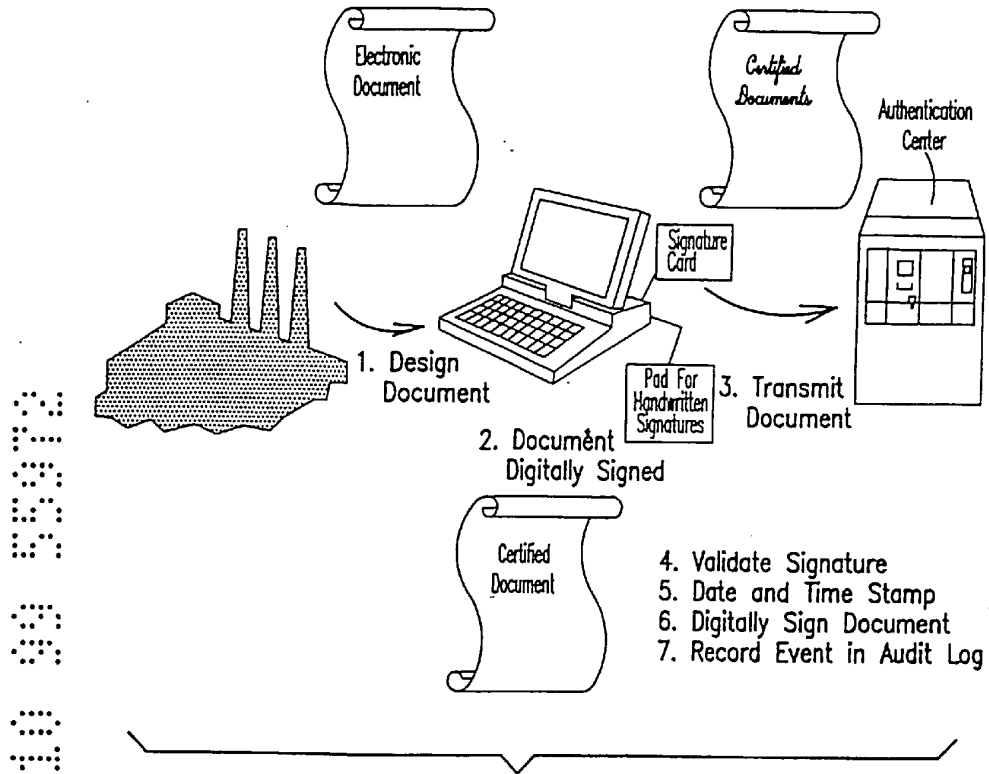 Electronic
Document
Certified
Documents
Authentication
Center
Signature
Card
1. Design
Document
Pad For
Handwritten
Signatures
3. Transmit
Document
2. Document
Digitally Signed
Certified
Document
4. Validate Signature
5. Date and Time Stamp
6. Digitally Sign Document
7. Record Event in Audit Log